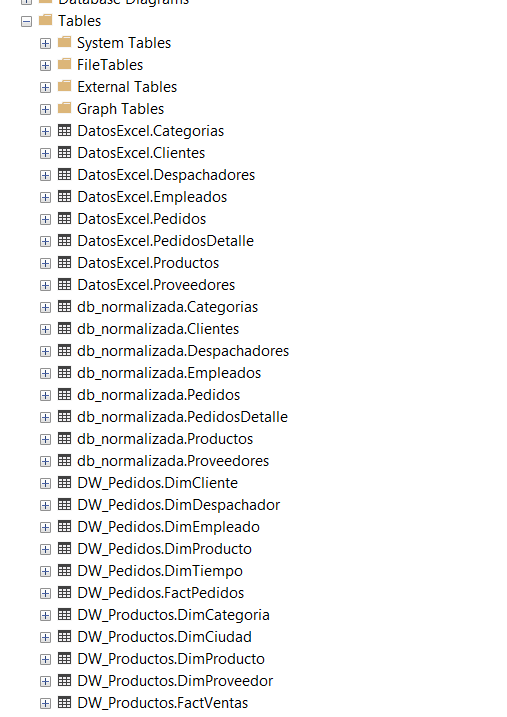 Database Diagrams
Tables
System Tables
FileTables
External Tables
Graph Tables
DatosExcel.Categorias
DatosExcel.Clientes
DatosExcel.Despachadores
DatosExcel.Empleados
DatosExcel.Pedidos
DatosExcel.PedidosDetalle
DatosExcel.Productos
DatosExcel.Proveedores
db_normalizada.Categorias
db_normalizada.Clientes
db_normalizada.Despachadores
db_normalizada.Empleados
db_normalizada.Pedidos
db_normalizada.PedidosDetalle
db_normalizada.Productos
db_normalizada.Proveedores
DW_Pedidos.DimCliente
DW_Pedidos.DimDespachador
DW_Pedidos.DimEmpleado
DW_Pedidos.DimProducto
DW_Pedidos.DimTiempo
DW_Pedidos.FactPedidos
DW_Productos.DimCategoria
DW_Productos.DimCiudad
DW_Productos.DimProducto
DW_Productos.DimProveedor
DW_Productos.FactVentas